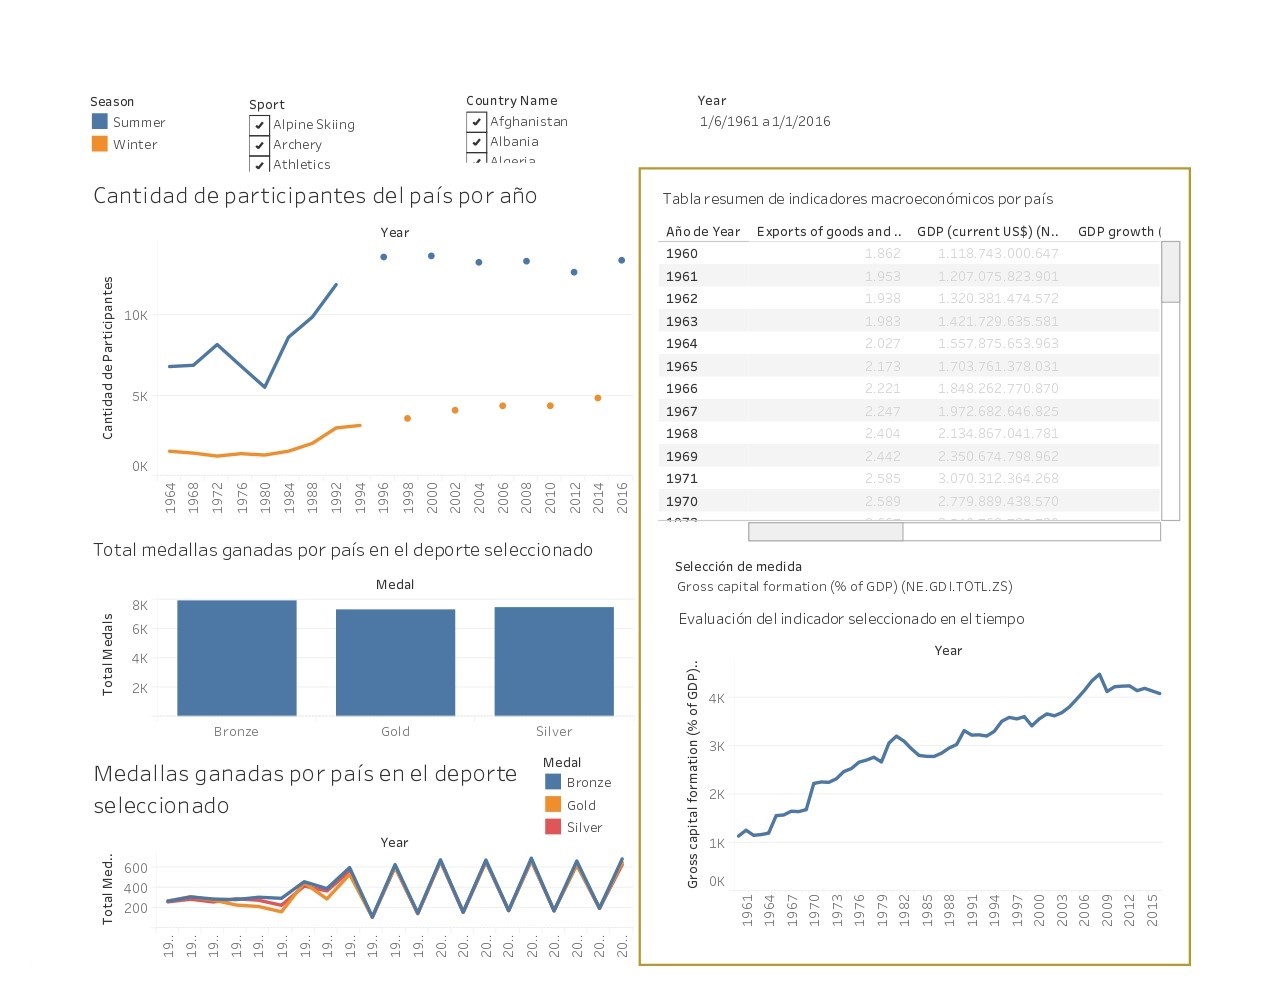 Season
Summer
Winter
Sport
Alpine Skiing
Archery
Athletics
Country Name
Afghanistan
Albania
Algeria
Year
1/6/1961 a 1/1/2016
Cantidad de participantes del país por año
Year
Cantidad de Participantes
10K
5K
0K
1964 1968 1972 1976 1980 1984 1988 1992 1994 1996 1998 2000 2002 2004 2006 2008 2010 2012 2014 2016
Total medallas ganadas por país en el deporte seleccionado
Medal
Total Medals
8K
6K
4K
2K
Bronze Gold Silver
Medallas ganadas por país en el deporte
seleccionado
Medal
Bronze
Gold
Silver
Year
Total Med..
600
400
200
19.. 19.. 19.. 19.. 19.. 19.. 19.. 19.. 19.. 19.. 19.. 20.. 20.. 20.. 20.. 20.. 20.. 20.. 20.. 20.. 20..
Tabla resumen de indicadores macroeconómicos por país
Año de Year Exports of goods and .. GDP (current US$) (N.. GDP growth (
1960 1.862 1.118.743.000.647
1961 1.953 1.207.075.823.901
1962 1.938 1.320.381.474.572
1963 1.983 1.421.729.635.581
1964 2.027 1.557.875.653.963
1965 2.173 1.703.761.378.031
1966 2.221 1.848.262.770.870
1967 2.247 1.972.682.646.825
1968 2.404 2.134.867.041.781
1969 2.442 2.350.674.798.962
1971 2.585 3.070.312.364.268
1970 2.589 2.779.889.438.570
Selección de medida
Gross capital formation (% of GDP) (NE.GDI.TOTL.ZS)
Evaluación del indicador seleccionado en el tiempo
Year
Gross capital formation (% of GDP)..
4K
3K
2K
1K
0K
1961 1964 1967 1970 1973 1976 1979 1982 1985 1988 1991 1994 1997 2000 2003 2006 2009 2012 2015